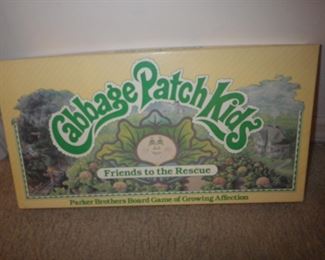 Cabbage Patch Kids
Friends to the Rescue
Parker Brothers Board Game of Growing Affection